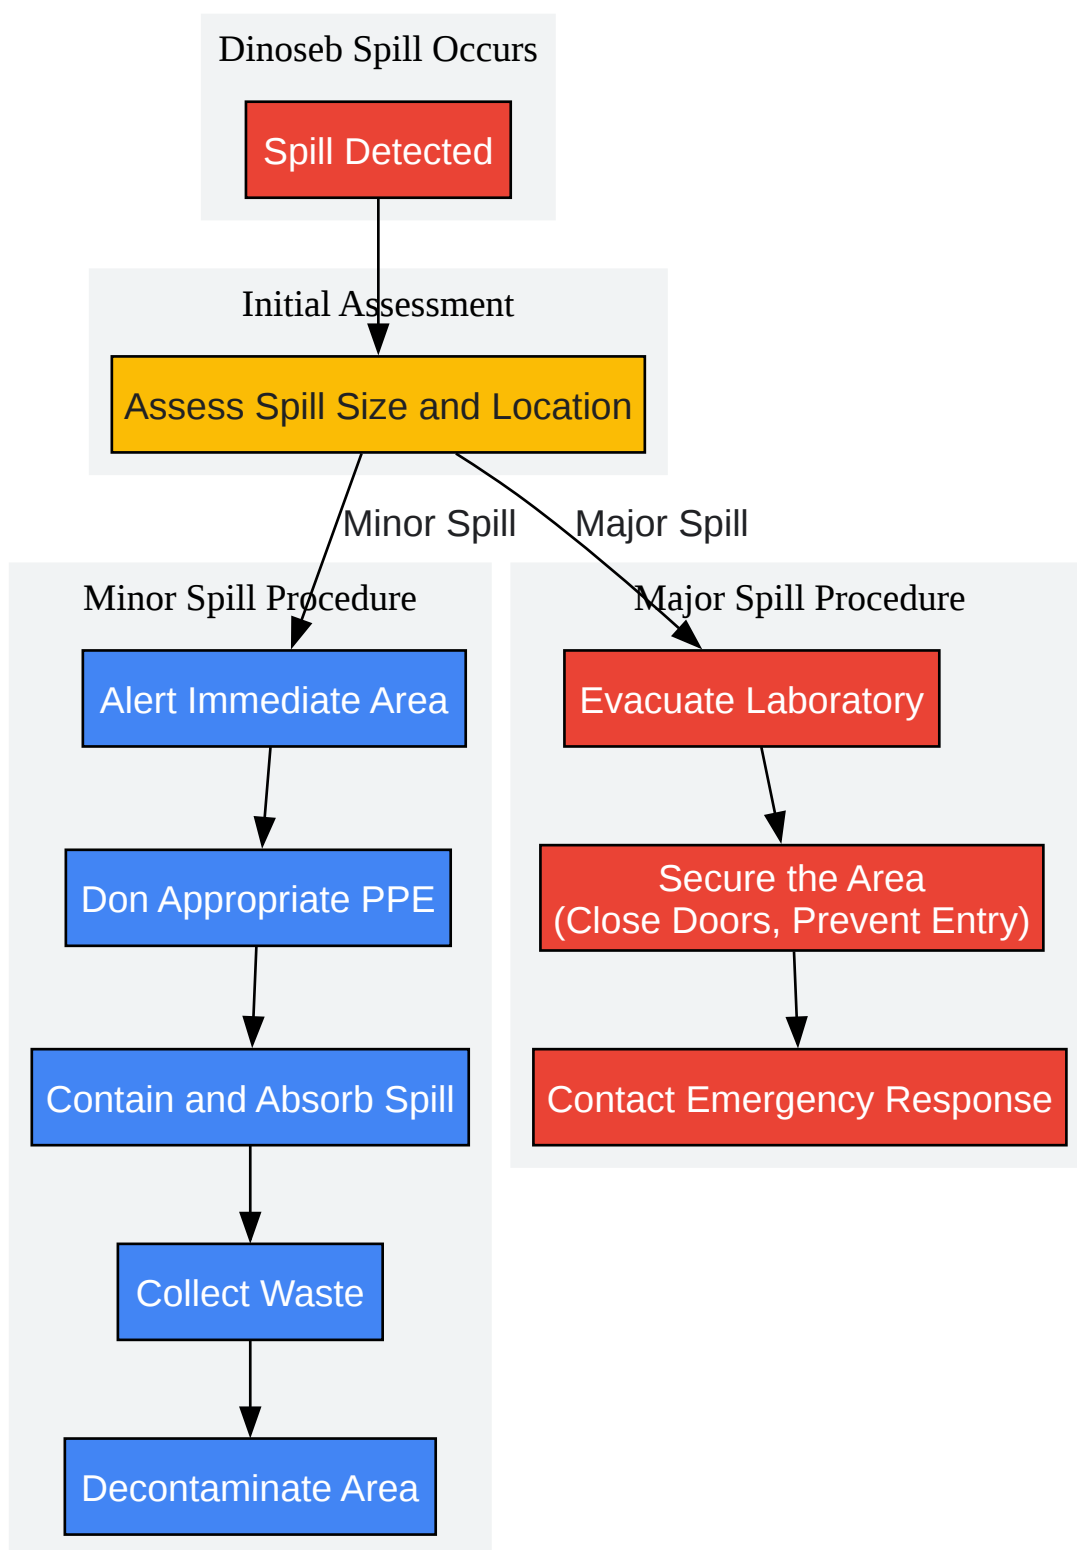 Dinoseb Spill Occurs
Spill Detected
Initial Assessment
Assess Spill Size and Location
Minor Spill
Major Spill
Minor Spill Procedure
Alert Immediate Area
Don Appropriate PPE
Contain and Absorb Spill
Collect Waste
Decontaminate Area
Major Spill Procedure
Evacuate Laboratory
Secure the Area
(Close Doors, Prevent Entry)
Contact Emergency Response